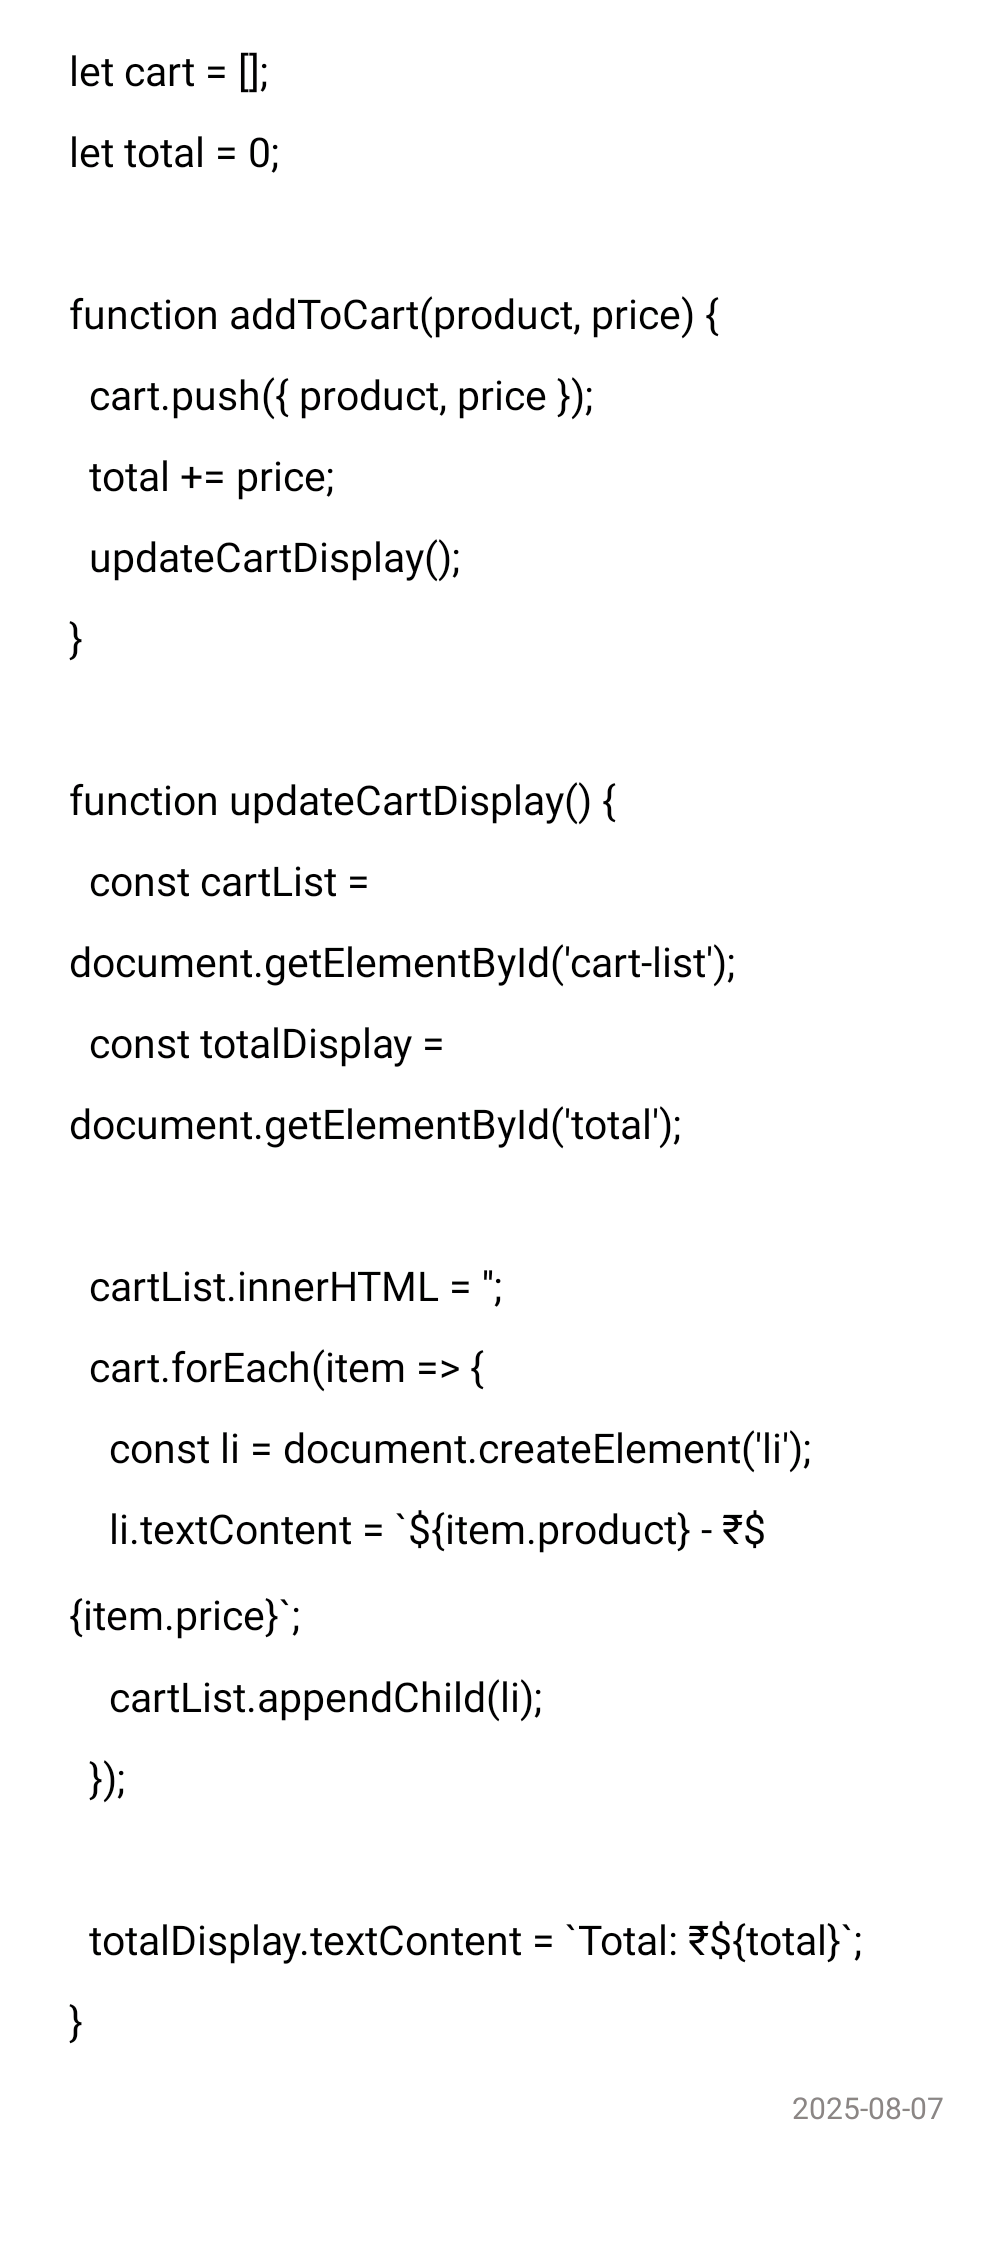 let cart = [];
let total = 0;
function addToCart(product, price) {
cart.push({ product, price });
total += price;
updateCartDisplay();
}
function updateCartDisplay() {
const cartList =
document.getElementById('cart-list');
const totalDisplay =
document.getElementById('total');
cartList.innerHTML = '';
cart.forEach(item => {
const li = document.createElement('li');
li.textContent = `${item.product} - ₹$
{item.price}`;
cartList.appendChild(li);
});
totalDisplay.textContent = `Total: ₹${total}`;
}
2025-08-07